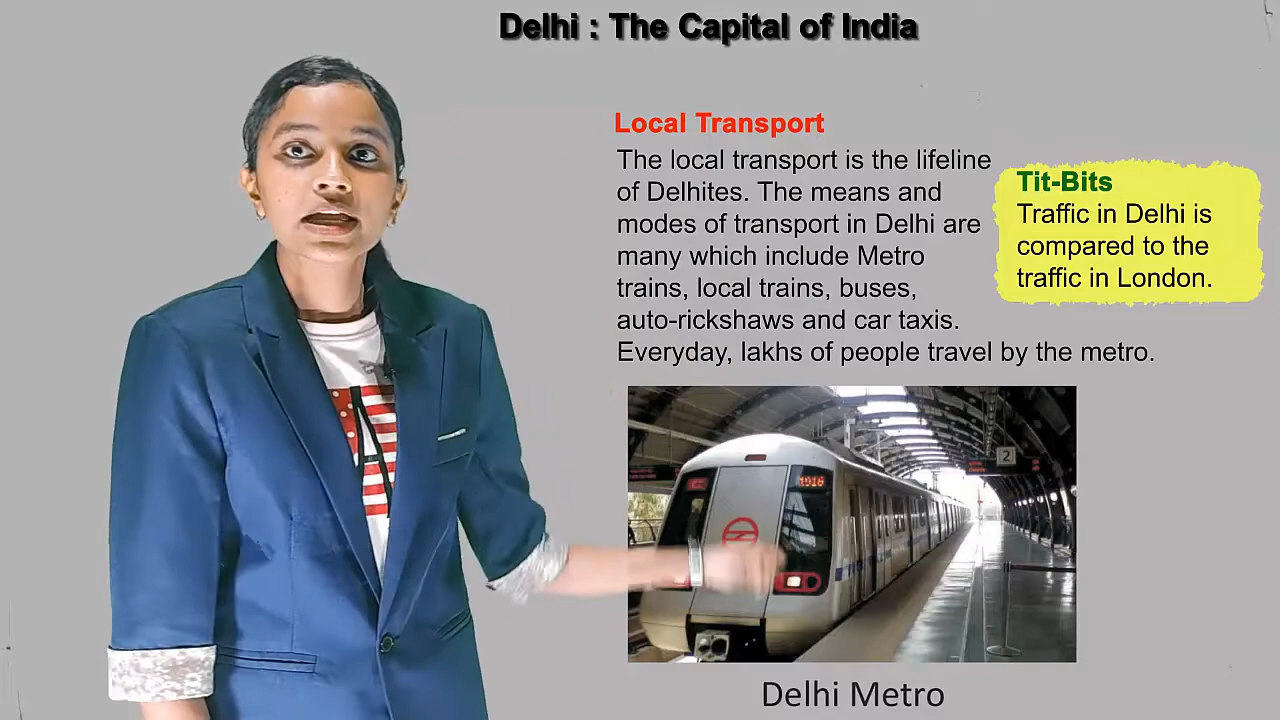 Delhi : The Capital of India
Local Transport
The local transport is the lifeline
of Delhites. The means and
modes of transport in Delhi are
many which include Metro
trains, local trains, buses,
auto-rickshaws and car taxis.
Everyday, lakhs of people travel by the metro.
Tit-Bits
Traffic in Delhi is
compared to the
traffic in London.
1916
2
Delhi Metro